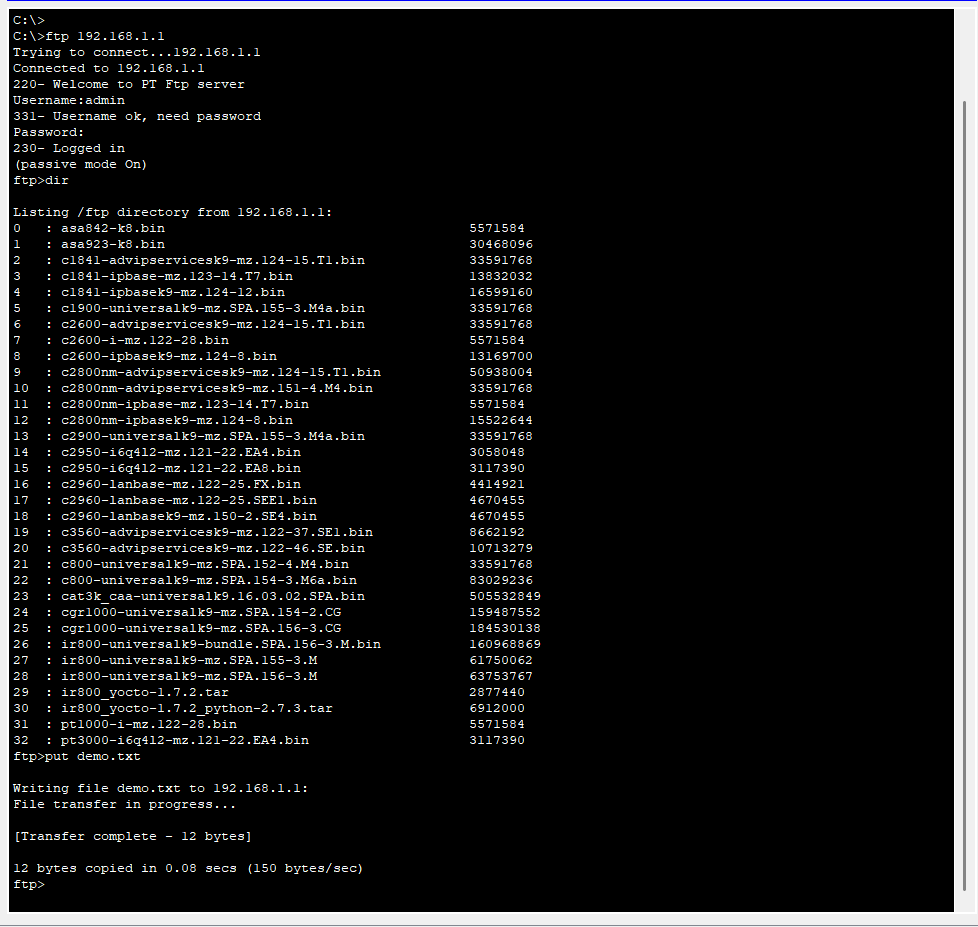 C:\>
C:\>ftp 192.168.1.1
Trying to connect...192.168.1.1
Connected to 192.168.1.1
220- Welcome to PT Ftp server
Username:admin
331- Username ok, need password
Password:
230- Logged in
(passive mode On)
ftp>dir
Listing /ftp directory from 192.168.1.1:
0 : asa842-k8.bin 5571584
1 : asa923-k8.bin 30468096
2 : c1841-advipservicesk9-mz.124-15.T1.bin 33591768
3 : c1841-ipbase-mz.123-14.T7.bin 13832032
4 : c1841-ipbasek9-mz.124-12.bin 16599160
5 : c1900-universalk9-mz.SPA.155-3.M4a.bin 33591768
6 : c2600-advipservicesk9-mz.124-15.T1.bin 33591768
7 : c2600-i-mz.122-28.bin 5571584
8 : c2600-ipbasek9-mz.124-8.bin 13169700
9 : c2800nm-advipservicesk9-mz.124-15.T1.bin 50938004
10 : c2800nm-advipservicesk9-mz.151-4.M4.bin 33591768
11 : c2800nm-ipbase-mz.123-14.T7.bin 5571584
12 : c2800nm-ipbasek9-mz.124-8.bin 15522644
13 : c2900-universalk9-mz.SPA.155-3.M4a.bin 33591768
14 : c2950-i6q4l2-mz.121-22.EA4.bin 3058048
15 : c2950-i6q4l2-mz.121-22.EA8.bin 3117390
16 : c2960-lanbase-mz.122-25.FX.bin 4414921
17 : c2960-lanbase-mz.122-25.SEE1.bin 4670455
18 : c2960-lanbasek9-mz.150-2.SE4.bin 4670455
19 : c3560-advipservicesk9-mz.122-37.SE1.bin 8662192
20 : c3560-advipservicesk9-mz.122-46.SE.bin 10713279
21 : c800-universalk9-mz.SPA.152-4.M4.bin 33591768
22 : c800-universalk9-mz.SPA.154-3.M6a.bin 83029236
23 : cat3k_caa-universalk9.16.03.02.SPA.bin 505532849
24 : cgr1000-universalk9-mz.SPA.154-2.CG 159487552
25 : cgr1000-universalk9-mz.SPA.156-3.CG 184530138
26 : ir800-universalk9-bundle.SPA.156-3.M.bin 160968869
27 : ir800-universalk9-mz.SPA.155-3.M 61750062
28 : ir800-universalk9-mz.SPA.156-3.M 63753767
29 : ir800_yocto-1.7.2.tar 2877440
30 : ir800_yocto-1.7.2_python-2.7.3.tar 6912000
31 : pt1000-i-mz.122-28.bin 5571584
32 : pt3000-i6q4l2-mz.121-22.EA4.bin 3117390
ftp>put demo.txt
Writing file demo.txt to 192.168.1.1:
File transfer in progress...
[Transfer complete - 12 bytes]
12 bytes copied in 0.08 secs (150 bytes/sec)
ftp>